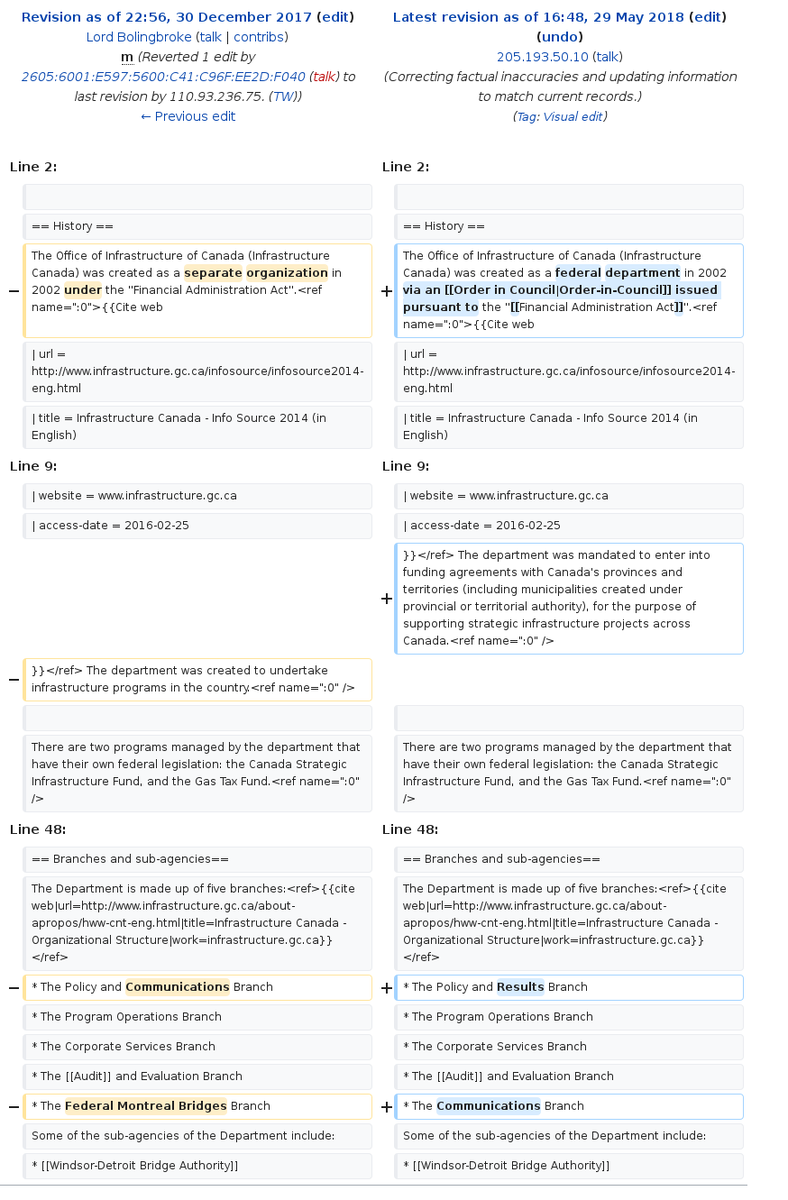 Revision as of 22:56, 30 December 2017 (edit)
Lord Bolingbroke (talk | contribs)
m (Reverted 1 edit by
2605:6001:E597:5600:C41:C96F:EE2D:F040 (talk) to
last revision by 110.93.236.75. (TW))
← Previous edit
Latest revision as of 16:48, 29 May 2018 (edit)
(undo)
205.193.50.10 (talk)
(Correcting factual inaccuracies and updating information
to match current records.)
(Tag: Visual edit)
Line 2:
Line 2:
== History ==
== History ==
−
The Office of Infrastructure of Canada (Infrastructure
Canada) was created as a separate organization in
2002 under the "Financial Administration Act".<ref
name=":0">{{Cite web
+
The Office of Infrastructure of Canada (Infrastructure
Canada) was created as a federal department in 2002
via an [[Order in Council|Order-in-Council]] issued
pursuant to the "[[Financial Administration Act]]".<ref
name=":0">{{Cite web
| url =
http://www.infrastructure.gc.ca/infosource/infosource2014-
eng.html
| url =
http://www.infrastructure.gc.ca/infosource/infosource2014-
eng.html
| title = Infrastructure Canada - Info Source 2014 (in
English)
| title = Infrastructure Canada - Info Source 2014 (in
English)
Line 9:
Line 9:
| website = www.infrastructure.gc.ca
| website = www.infrastructure.gc.ca
| access-date = 2016-02-25
| access-date = 2016-02-25
+
}}</ref> The department was mandated to enter into
funding agreements with Canada's provinces and
territories (including municipalities created under
provincial or territorial authority), for the purpose of
supporting strategic infrastructure projects across
Canada.<ref name=":0" />
−
}}</ref> The department was created to undertake
infrastructure programs in the country.<ref name=":0" />
There are two programs managed by the department that
have their own federal legislation: the Canada Strategic
Infrastructure Fund, and the Gas Tax Fund.<ref name=":0"
/>
There are two programs managed by the department that
have their own federal legislation: the Canada Strategic
Infrastructure Fund, and the Gas Tax Fund.<ref name=":0"
/>
Line 48:
Line 48:
== Branches and sub-agencies==
== Branches and sub-agencies==
The Department is made up of five branches:<ref>{{cite
web|url=http://www.infrastructure.gc.ca/about-
apropos/hww-cnt-eng.html|title=Infrastructure Canada -
Organizational Structure|work=infrastructure.gc.ca}}
</ref>
The Department is made up of five branches:<ref>{{cite
web|url=http://www.infrastructure.gc.ca/about-
apropos/hww-cnt-eng.html|title=Infrastructure Canada -
Organizational Structure|work=infrastructure.gc.ca}}
</ref>
− * The Policy and Communications Branch
+ * The Policy and Results Branch
* The Program Operations Branch
* The Program Operations Branch
* The Corporate Services Branch
* The Corporate Services Branch
* The [[Audit]] and Evaluation Branch
* The [[Audit]] and Evaluation Branch
− * The Federal Montreal Bridges Branch
+ * The Communications Branch
Some of the sub-agencies of the Department include:
Some of the sub-agencies of the Department include:
* [[Windsor-Detroit Bridge Authority]]
* [[Windsor-Detroit Bridge Authority]]